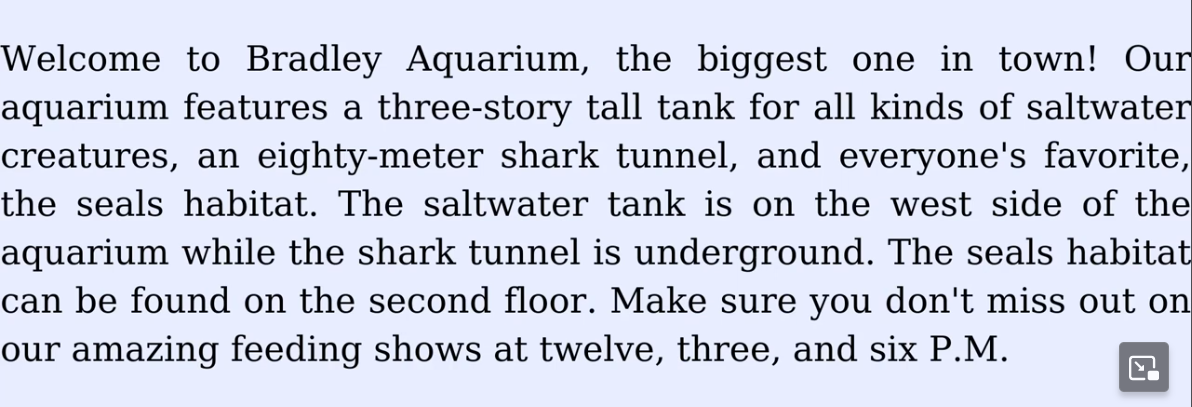 Welcome to Bradley Aquarium, the biggest one in town! Our
aquarium features a three-story tall tank for all kinds of saltwater
creatures, an eighty-meter shark tunnel, and everyone's favorite,
the seals habitat. The saltwater tank is on the west side of the
aquarium while the shark tunnel is underground. The seals habitat
can be found on the second floor. Make sure you don't miss out on
our amazing feeding shows at twelve, three, and six P.M.